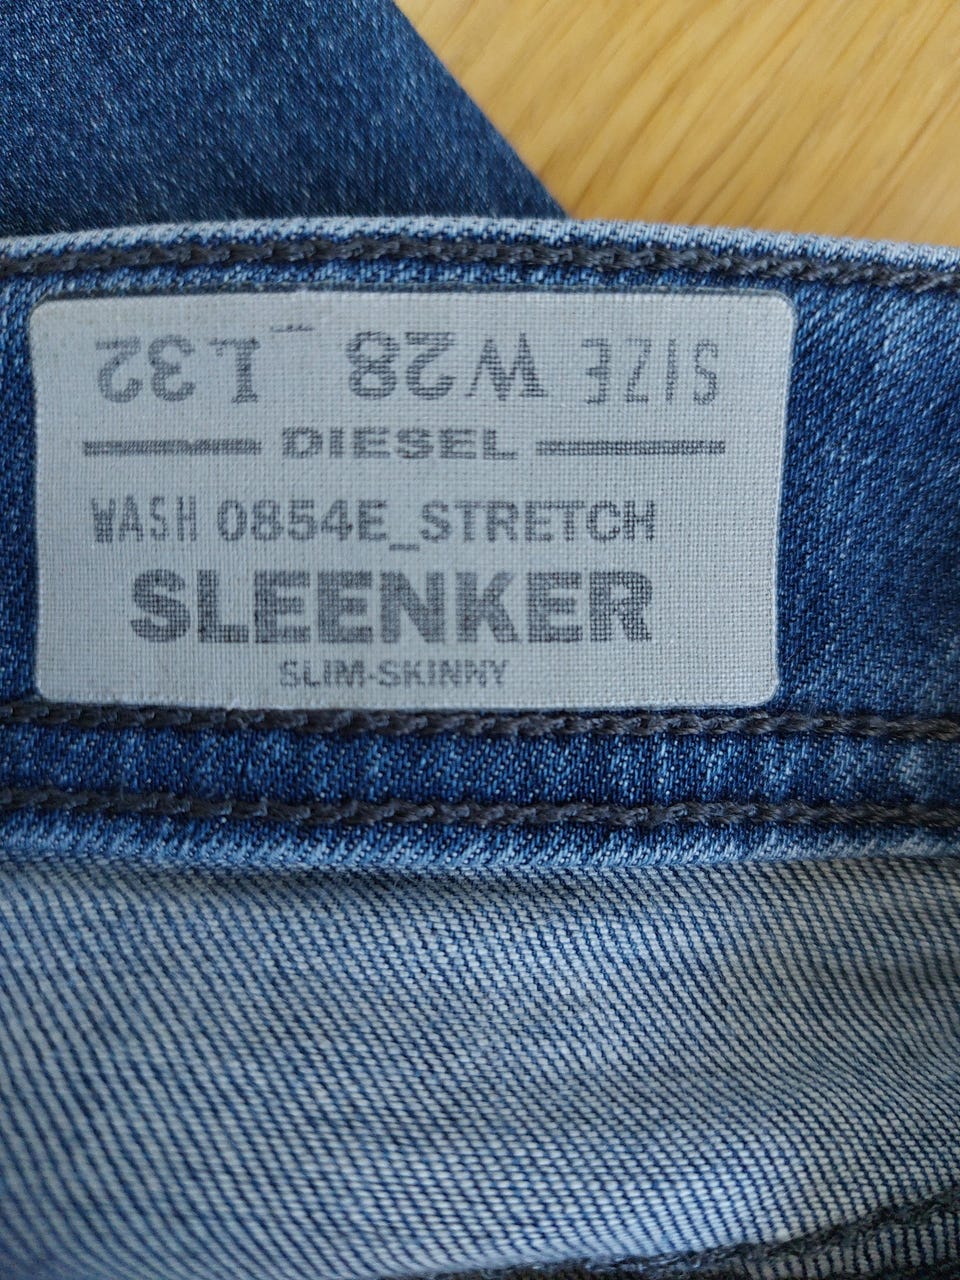 SIZE W28 L32
DIESEL
WASH 0854E_STRETCH
SLEENKER
SLIM-SKINNY